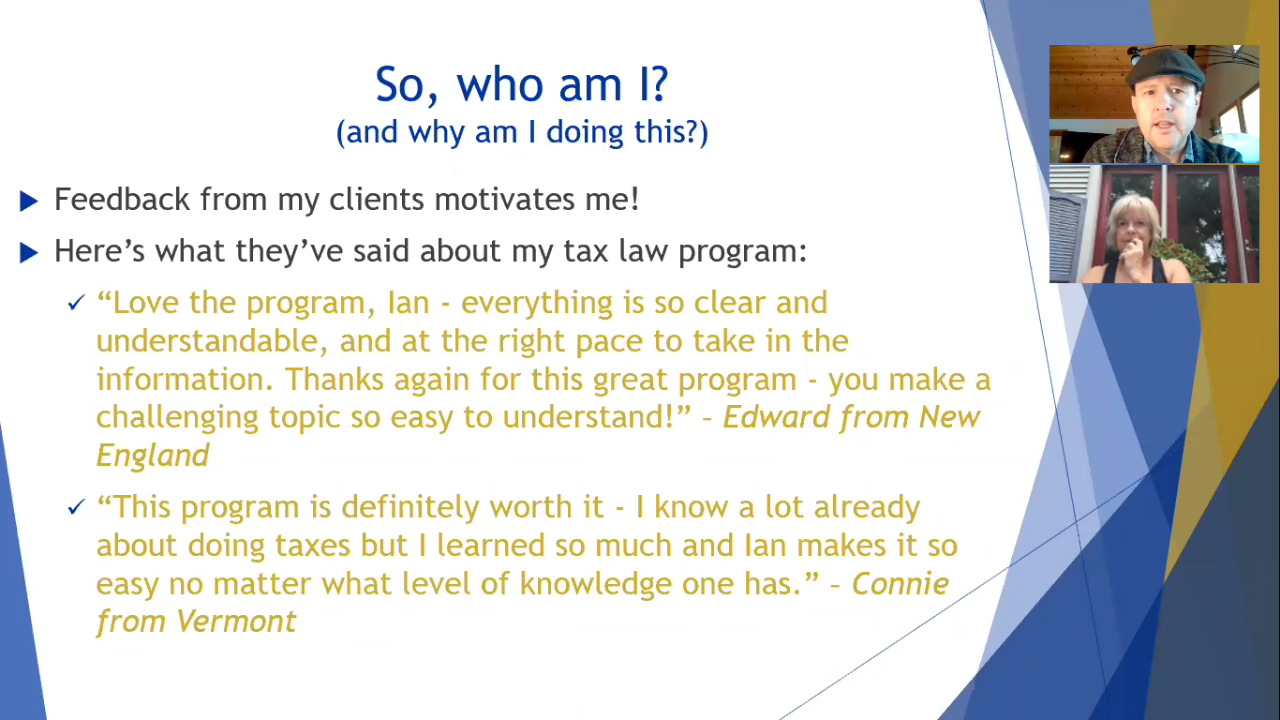 So, who am I?
(and why am I doing this?)
Feedback from my clients motivates me!
Here’s what they’ve said about my tax law program:
“Love the program, Ian - everything is so clear and
understandable, and at the right pace to take in the
information. Thanks again for this great program - you make a
challenging topic so easy to understand!” – Edward from New
England
“This program is definitely worth it - I know a lot already
about doing taxes but I learned so much and Ian makes it so
easy no matter what level of knowledge one has.” – Connie
from Vermont